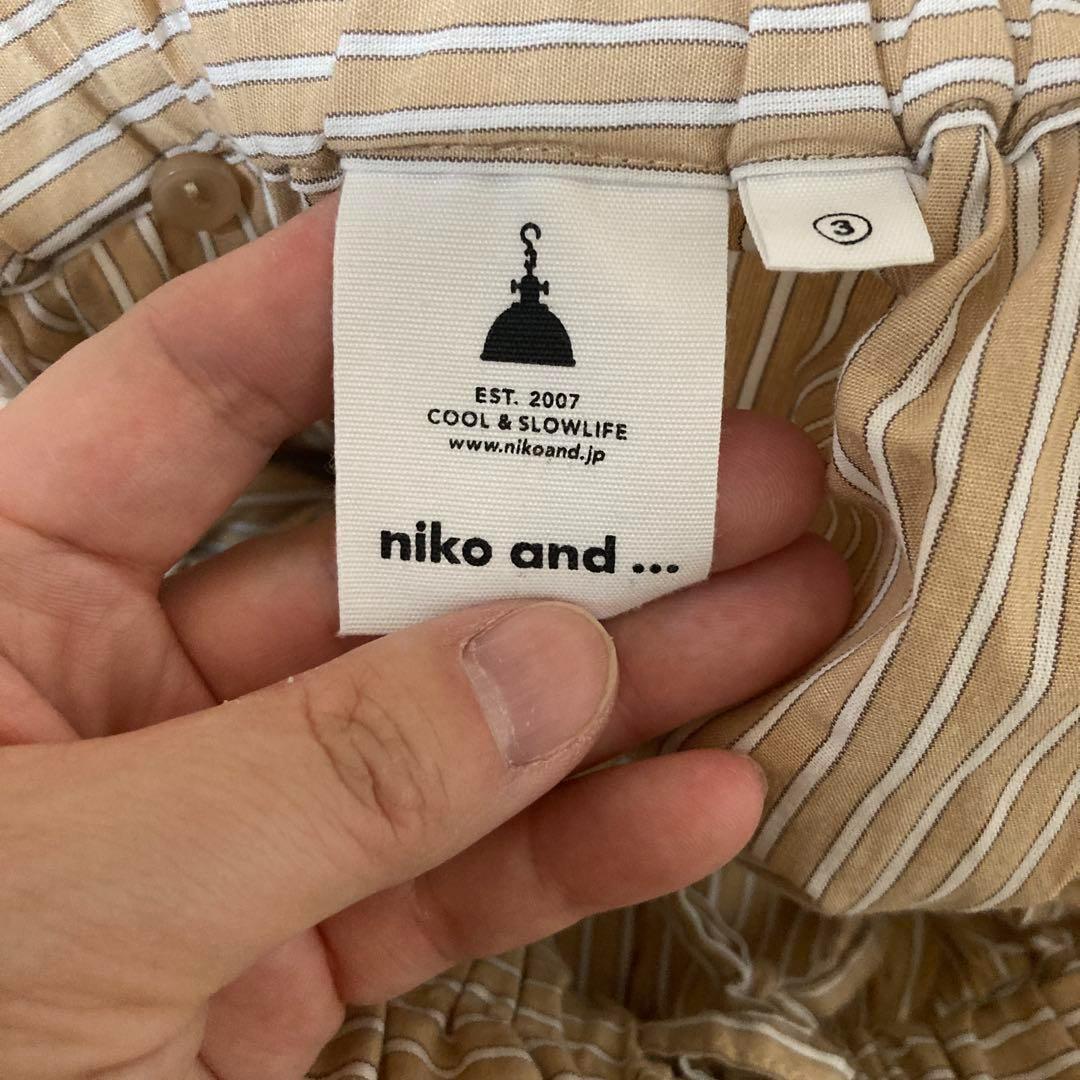 EST. 2007
COOL & SLOWLIFE
www.nikoand.jp
niko and ...
3